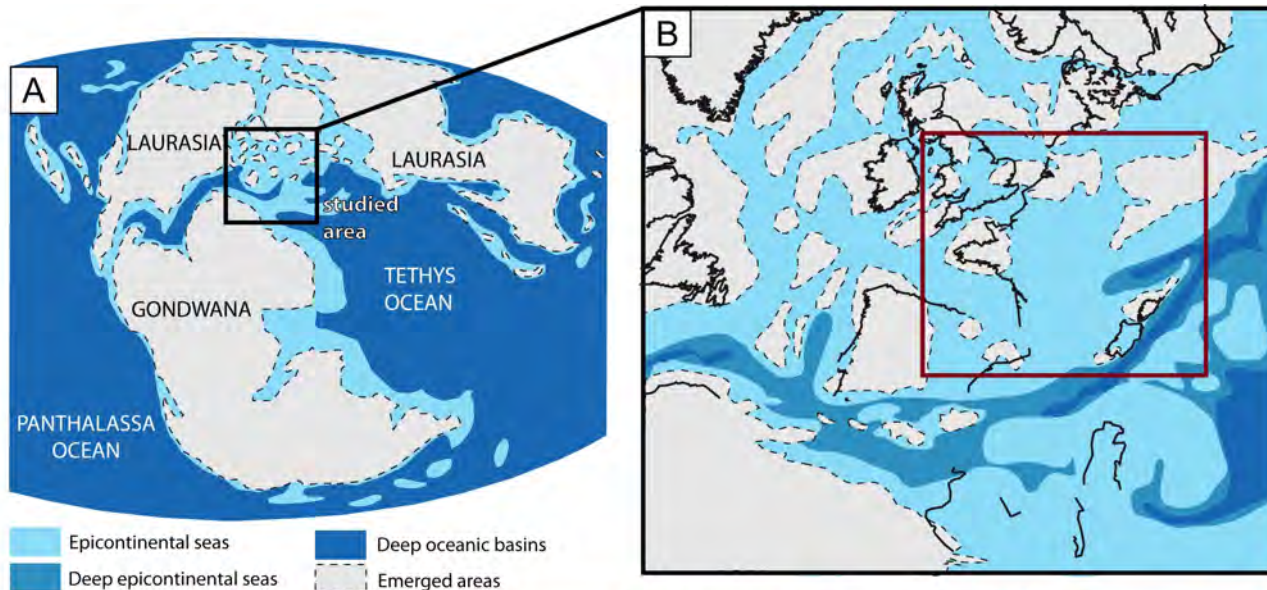 A
B
LAURASIA
LAURASIA
studied
area
TETHYS
OCEAN
GONDWANA
PANTHALASSA
OCEAN
Epicontinental seas
Deep oceanic basins
Deep epicontinental seas
Emerged areas